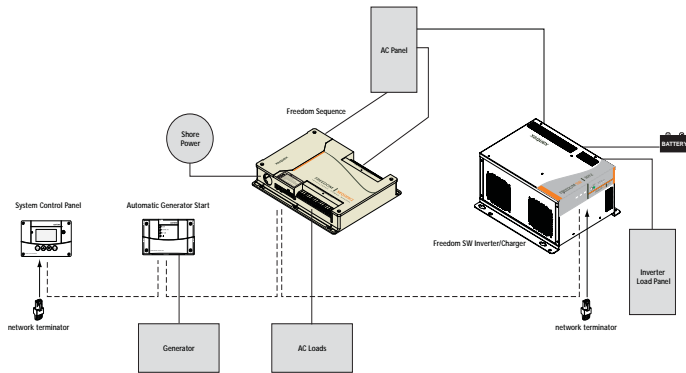 AC Panel
Freedom Sequence
Shore
Power
BATTERY
System Control Panel
Automatic Generator Start
Freedom SW Inverter/Charger
Inverter
Load Panel
network terminator
network terminator
Generator
AC Loads